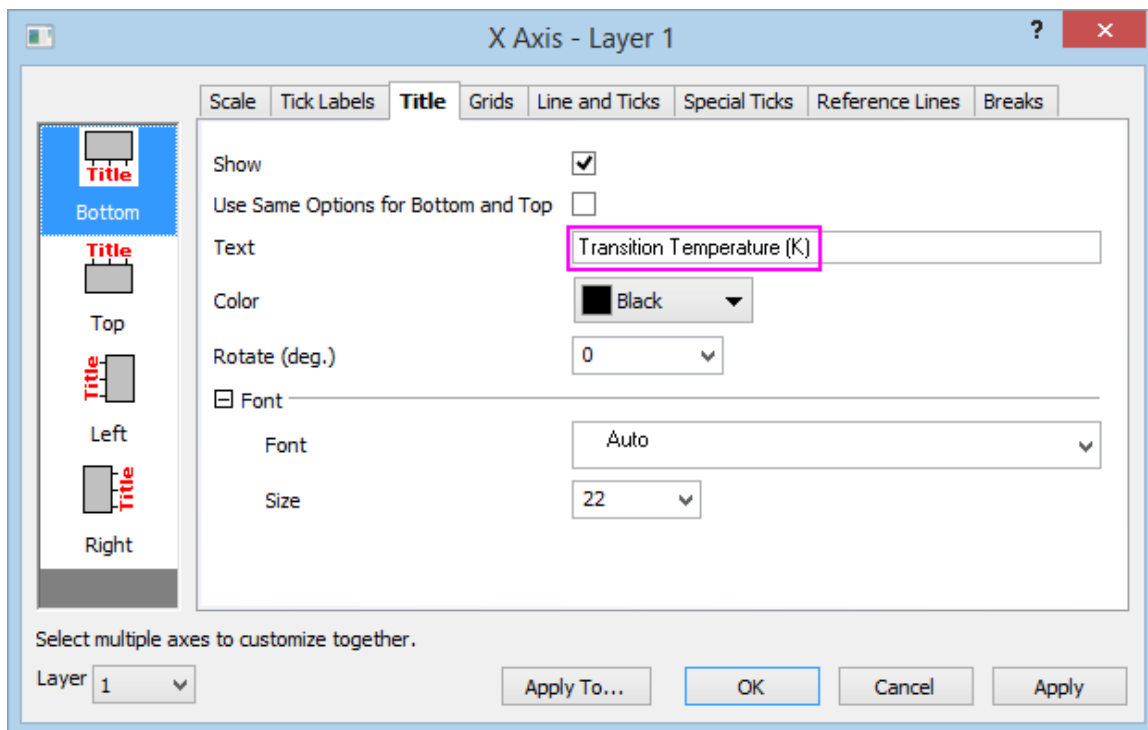 X Axis - Layer 1
?
Scale Tick Labels Title Grids Line and Ticks Special Ticks Reference Lines Breaks
Title
Bottom
Title
Top
Title
Left
Title
Right
Show
Use Same Options for Bottom and Top
Text Transition Temperature (K)
Color Black
Rotate (deg.) 0
Font
Font Auto
Size 22
Select multiple axes to customize together.
Layer 1 Apply To... OK Cancel Apply